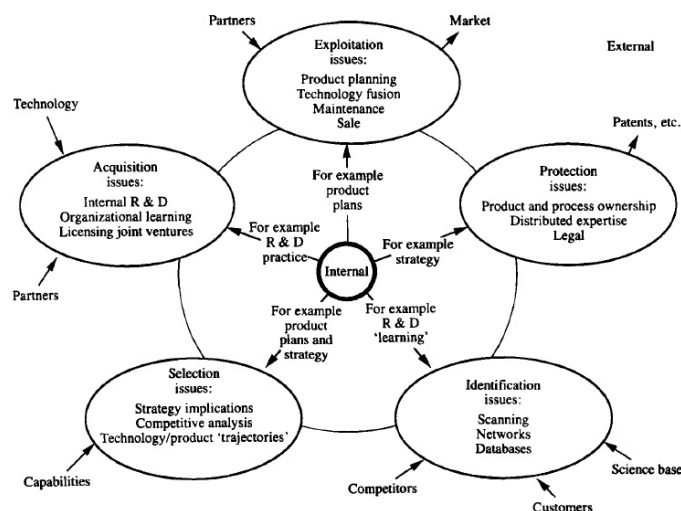 Partners
Market
External
Exploitation
issues:
Product planning
Technology fusion
Maintenance
Sale
Technology
Patents, etc.
Acquisition
issues:
Internal R & D
Organizational learning
Licensing joint ventures
Protection
issues:
Product and process ownership
Distributed expertise
Legal
For example
product
plans
For example
R & D
practice
For example
strategy
Internal
Partners
For example
product
plans and
strategy
For example
R & D
‘learning’
Selection
issues:
Strategy implications
Competitive analysis
Technology/product ‘trajectories’
Identification
issues:
Scanning
Networks
Databases
Capabilities
Competitors
Customers
Science base